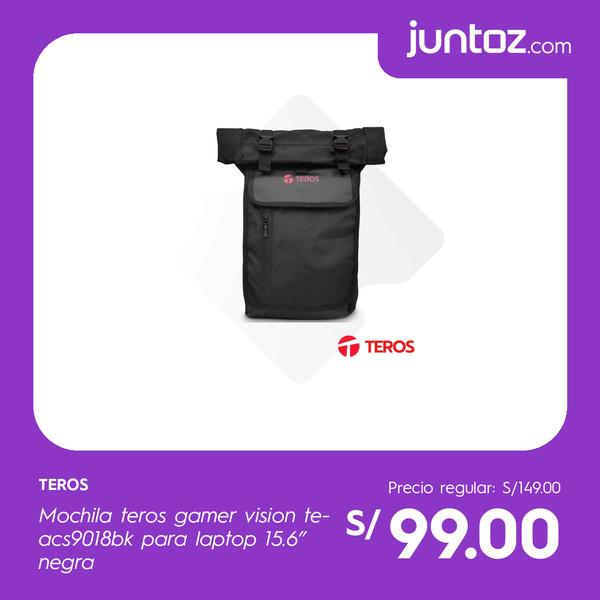 juntoz.com
TEROS
TEROS
TEROS
Mochila teros gamer vision te-
acs9018bk para laptop 15.6"
negra
Precio regular: S/149.00
S/99.00